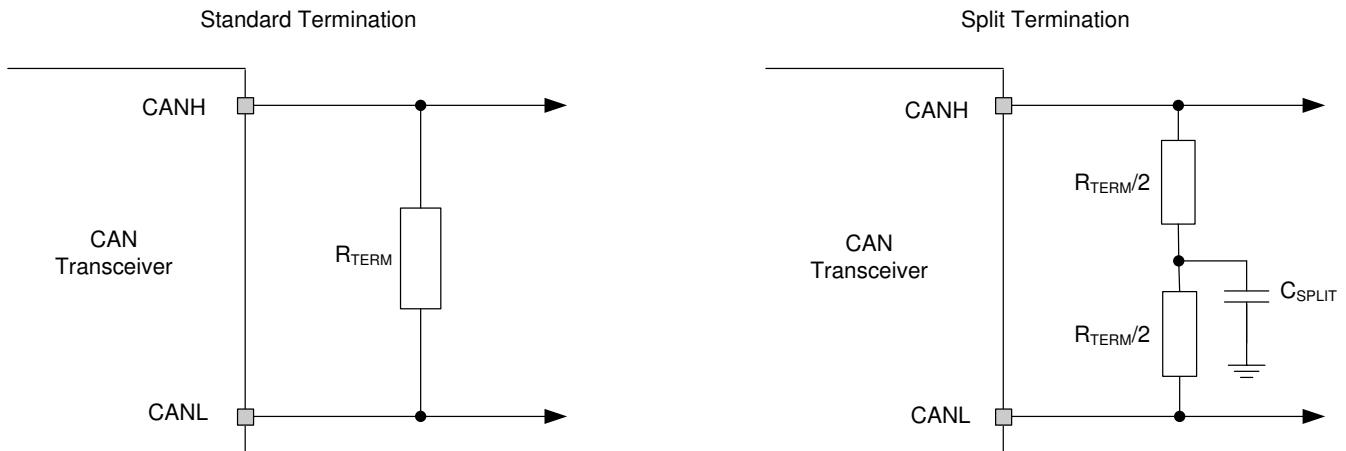 Standard Termination
CANH
CAN
Transceiver
RTERM
CANL
Split Termination
CANH
RTERM/2
CAN
Transceiver
CSPLIT
RTERM/2
CANL